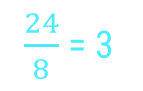 24/8 = 3